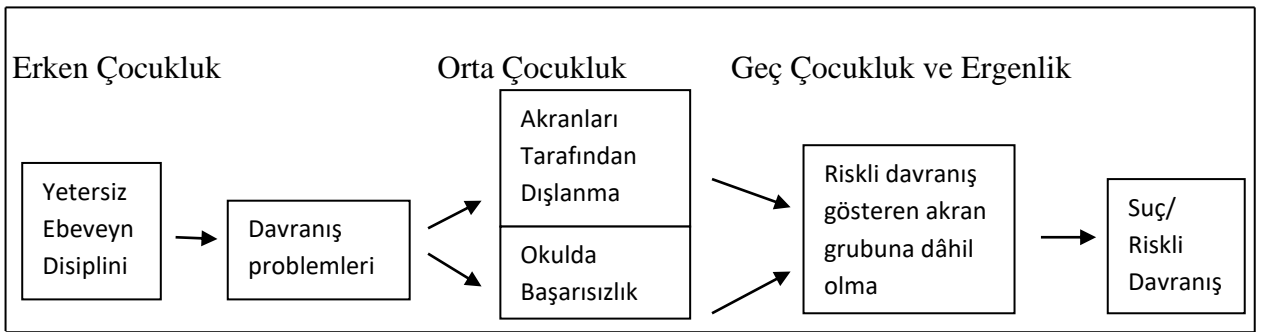 Erken Çocukluk
Orta Çocukluk
Geç Çocukluk ve Ergenlik
Yetersiz
Ebeveyn
Disiplini
Davranış
problemleri
Akranları
Tarafından
Dışlanma
Okulda
Başarısızlık
Riskli davranış
gösteren akran
grubuna dâhil
olma
Suç/
Riskli
Davranış